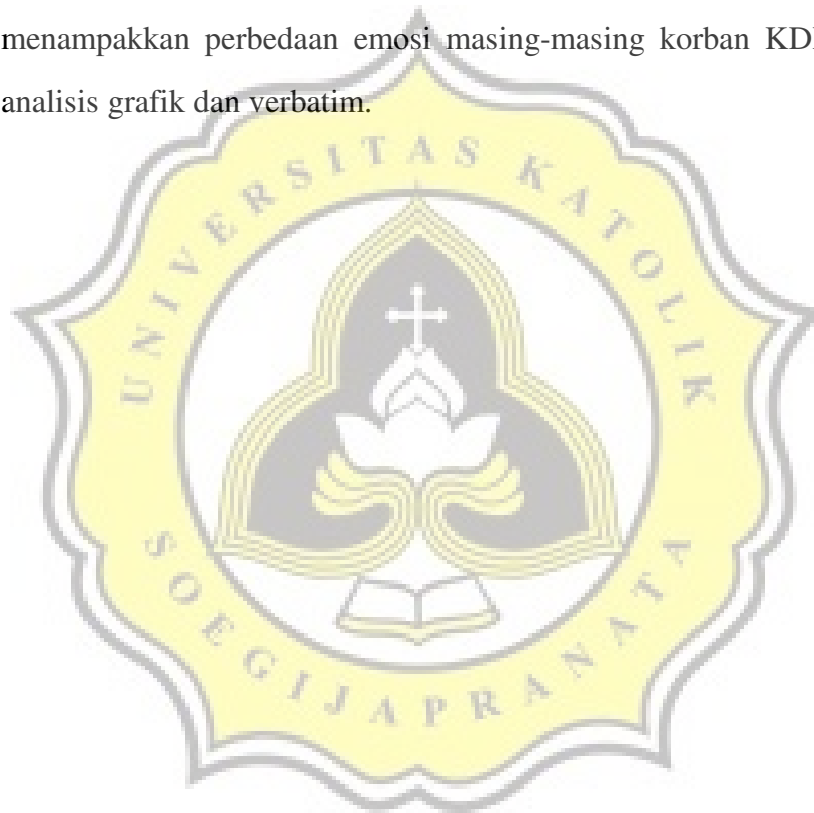 menampakkan perbedaan emosi masing-masing korban
analisis grafik dan verbatim.
UNIVERSITAS KATOLIK
SOEGIJAPRANATA